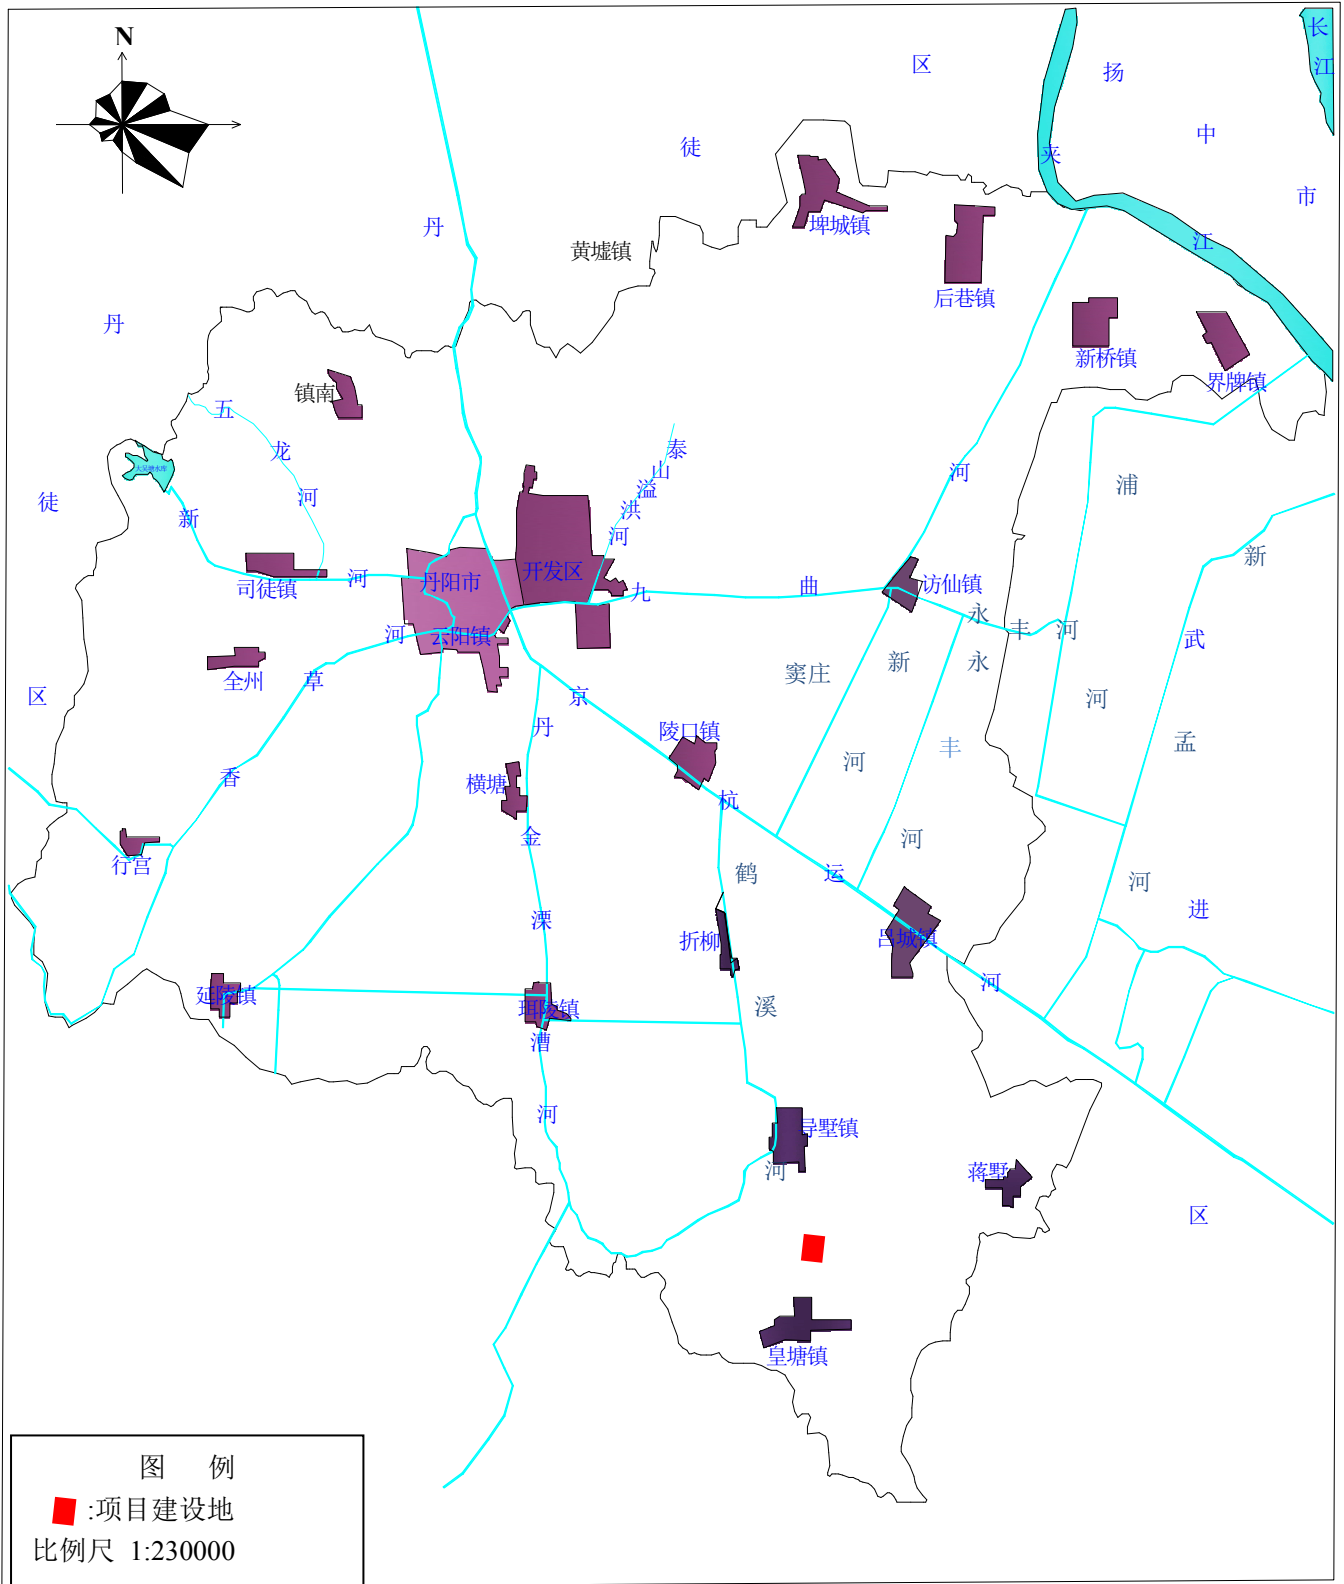 N
长江
扬中市
夹江
丹徒区
丹徒区
黄墟镇
埤城镇
后巷镇
新桥镇
界牌镇
镇南
五龙河
大吴塘水库
新河
司徒镇
丹阳市
开发区
云阳镇
泰山溢洪河
九曲河
访仙镇
永丰河
浦河
新孟河
武进区
全州
香草河
京杭运河
丹金溧漕河
陵口镇
窦庄
新河
永丰河
横塘
行宫
鹤溪河
折柳
吕城镇
延陵镇
珥陵镇
导墅镇
蒋墅
皇塘镇
图 例
:项目建设地
比例尺 1:230000